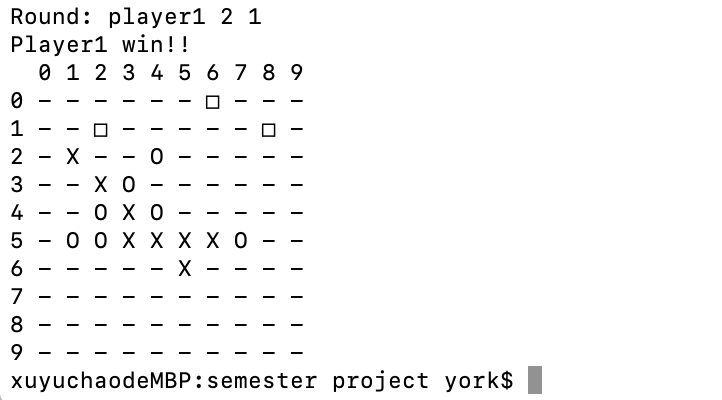 Round: player1 2 1
Player1 win!!
  0 1 2 3 4 5 6 7 8 9
0 - - - - - - □ - - -
1 - - □ - - - - - □ -
2 - X - - O - - - - -
3 - - X O - - - - - -
4 - - O X O - - - - -
5 - O O X X X X O - -
6 - - - - - X - - - -
7 - - - - - - - - - -
8 - - - - - - - - - -
9 - - - - - - - - - -
xuyuchaodeMBP:semester project york$